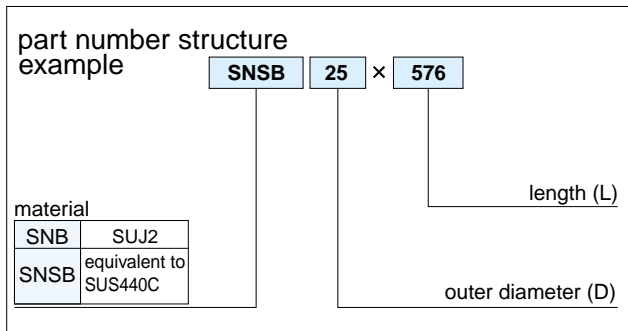 part number structure
example
SNSB 25 × 576
length (L)
material
SNB SUJ2
SNSB equivalent to
SUS440C
outer diameter (D)